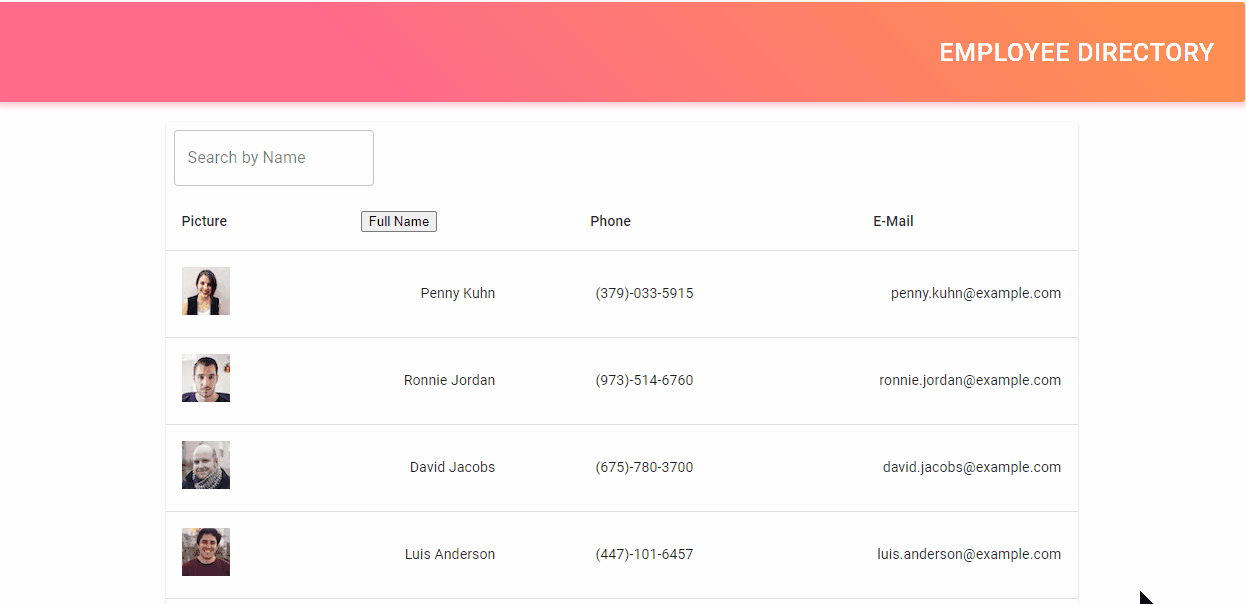 EMPLOYEE DIRECTORY
Search by Name
Picture Full Name Phone E-Mail
Penny Kuhn (379)-033-5915 penny.kuhn@example.com
Ronnie Jordan (973)-514-6760 ronnie.jordan@example.com
David Jacobs (675)-780-3700 david.jacobs@example.com
Luis Anderson (447)-101-6457 luis.anderson@example.com